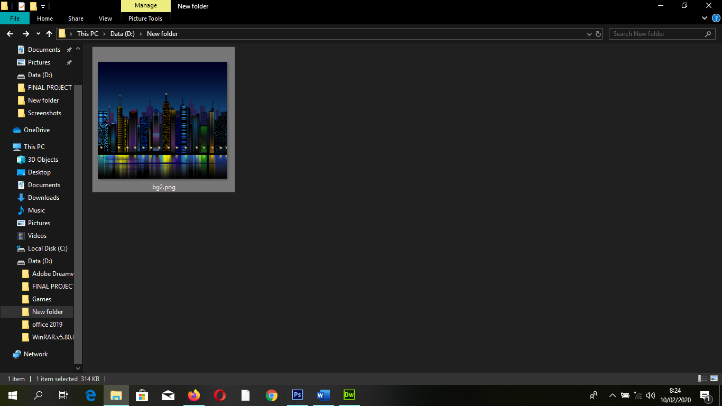 Manage
New folder
File
Home
Share
View
Picture Tools
This PC
Data (D:)
New folder
Search New folder
Documents
Pictures
Data (D:)
FINAL PROJECT
New folder
Screenshots
OneDrive
This PC
3D Objects
Desktop
Documents
Downloads
Music
Pictures
Videos
Local Disk (C:)
Data (D:)
Adobe Dreamw
FINAL PROJEC
Games
New folder
office 2019
WinRAR.v5.80.
Network
bg2.png
1 item
1 item selected 314 KB
Ps
W
Dw
8:24
10/02/2020